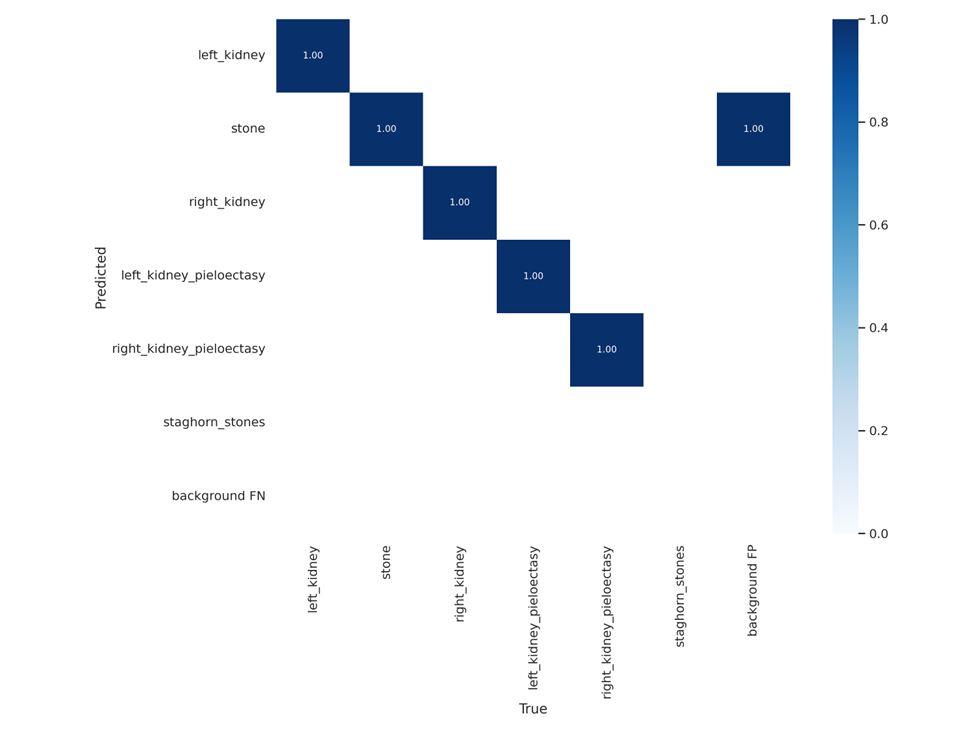 left_kidney
stone
right_kidney
left_kidney_pieloectasy
right_kidney_pieloectasy
staghorn_stones
background FN
Predicted
1.00
1.00
1.00
1.00
1.00
1.00
left_kidney
stone
right_kidney
left_kidney_pieloectasy
right_kidney_pieloectasy
staghorn_stones
background FP
True
1.0
0.8
0.6
0.4
0.2
0.0